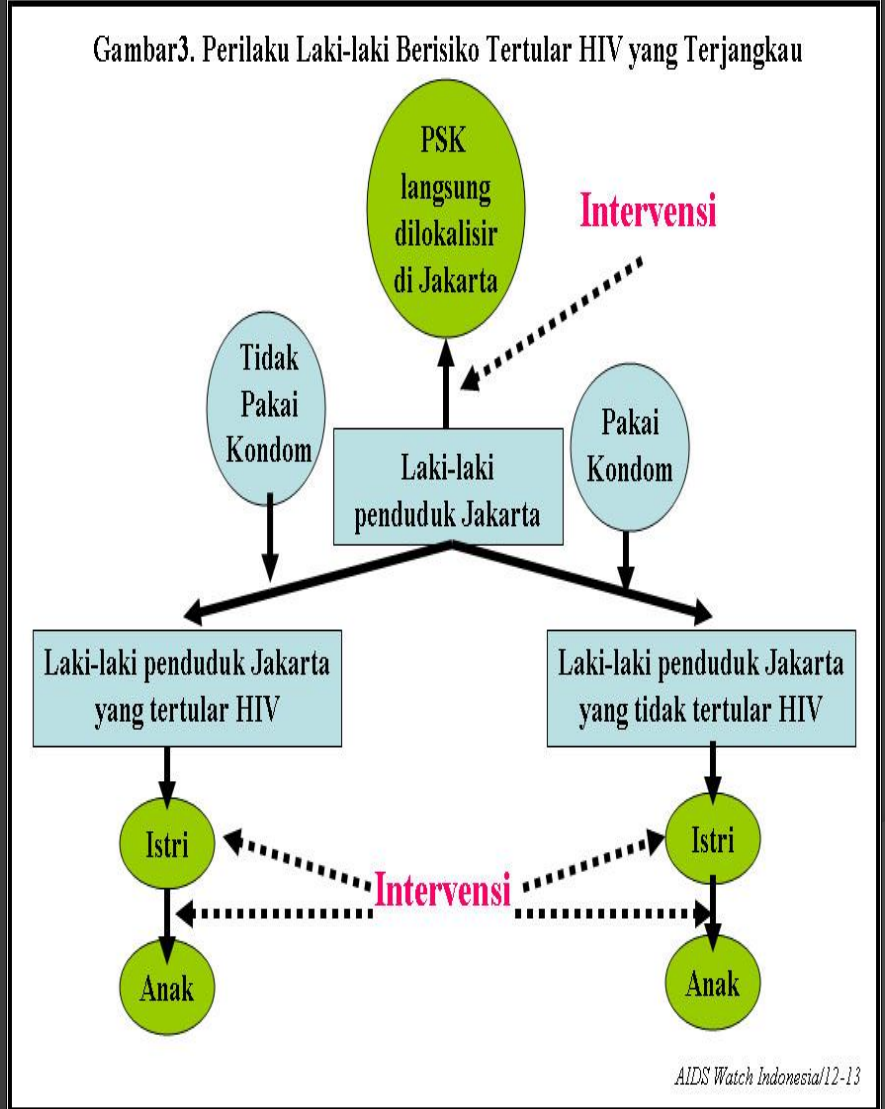 Gambar3. Perilaku Laki-laki Berisiko Tertular HIV yang Terjangkau
PSK
langsung
dilokalisir
di Jakarta
Intervensi
Tidak
Pakai
Kondom
Laki-laki
penduduk Jakarta
Pakai
Kondom
Laki-laki penduduk Jakarta
yang tertular HIV
Laki-laki penduduk Jakarta
yang tidak tertular HIV
Istri
Istri
Intervensi
Anak
Anak
AIDS Watch Indonesia/12-13